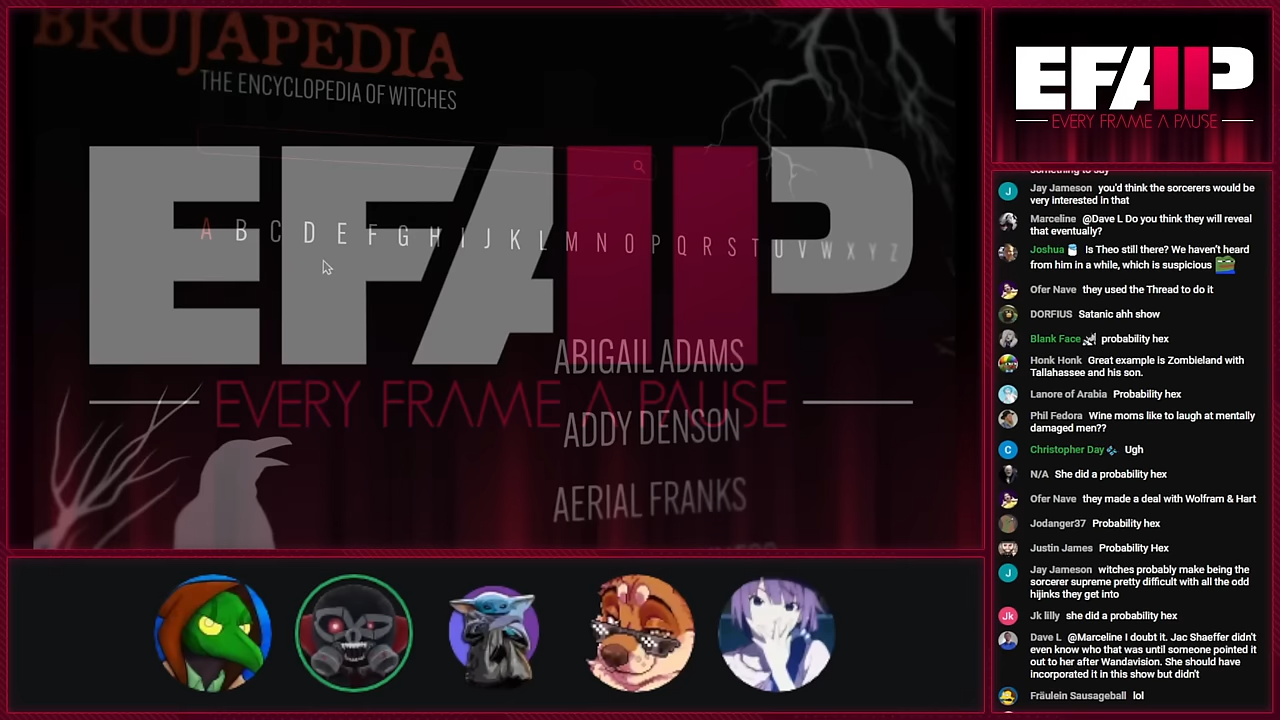 BRUJAPEDIA
THE ENCYCLOPEDIA OF WITCHES
EFAP
A B C D E F G H I J K L M N O P Q R S T U V W X Y Z
ABIGAIL ADAMS
EVERY FRAME A PAUSE
ADDY DENSON
AERIAL FRANKS
EFAP
EVERY FRAME A PAUSE
something to say
Jay Jameson you'd think the sorcerers would be
very interested in that
Marceline @Dave L Do you think they will reveal
that eventually?
Joshua Is Theo still there? We haven't heard
from him in a while, which is suspicious
Ofer Nave they used the Thread to do it
DORFIUS Satanic ahh show
Blank Face probability hex
Honk Honk Great example is Zombieland with
Tallahassee and his son.
Lanore of Arabia Probability hex
Phil Fedora Wine moms like to laugh at mentally
damaged men??
C Christopher Day Ugh
N/A She did a probability hex
Ofer Nave they made a deal with Wolfram & Hart
Jodanger37 Probability hex
Justin James Probability Hex
J Jay Jameson witches probably make being the
sorcerer supreme pretty difficult with all the odd
hijinks they get into
Jk Jk lilly she did a probability hex
Dave L @Marceline I doubt it. Jac Shaeffer didn't
even know who that was until someone pointed it
out to her after Wandavision. She should have
incorporated it in this show but didn't
Fräulein Sausageball lol